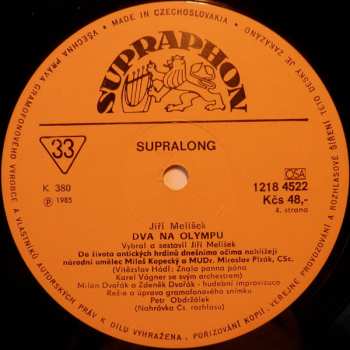 • MADE IN CZECHOSLOVAKIA •
VŠECHNA PRÁVA GRAMOFONOVÉHO VÝROBCE A VLASTNÍKŮ AUTORSKÝCH PRÁV K DÍLU VYHRAZENA. POŘIZOVÁNÍ KOPIÍ, VEŘEJNÉ PROVOZOVÁNÍ A ROZHLASOVÉ ŠÍŘENÍ TÉTO DESKY JE ZAKÁZÁNO
SUPRAPHON
33
SUPRALONG
K 380
℗ 1985
OSA
1218 4522
Kčs 48,-
4. strana
Jiří Melíšek
DVA NA OLYMPU
Vybral a sestavil Jiří Melíšek
Do života antických hrdinů dnešníma očima nahlížejí
národní umělec Miloš Kopecký a MUDr. Miroslav Plzák, CSc.
(Vítězslav Hádl: Znala panna pána
Karel Vágner se svým orchestrem)
Milan Dvořák a Zdeněk Dvořák - hudební improvizace
Režie a úprava gramofonového snímku
Petr Obdržálek
(Nahrávka Čs. rozhlasu)